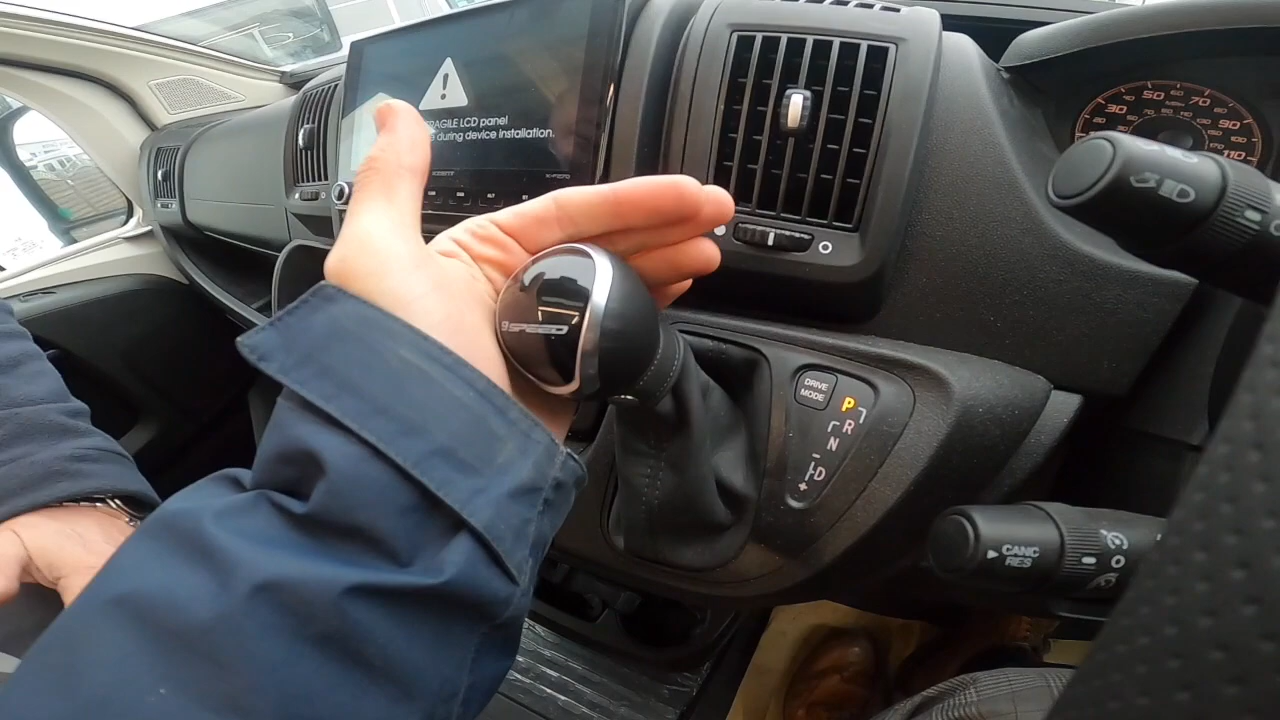 !
FRAGILE LCD panel
during device installation.
30
50
70
90
110
9SPEED
DRIVE
MODE
P
R
N
-
D
+
CANC
RES